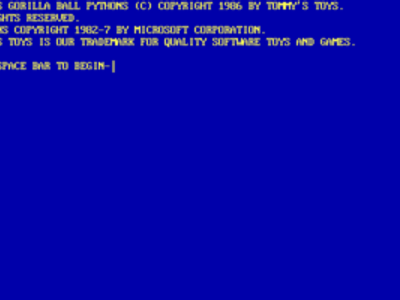 S GORILLA BALL PYTHONS (C) COPYRIGHT 1986 BY TOMMY'S TOYS.
GHTS RESERVED.
OS COPYRIGHT 1982-7 BY MICROSOFT CORPORATION.
S TOYS IS OUR TRADEMARK FOR QUALITY SOFTWARE TOYS AND GAMES.
SPACE BAR TO BEGIN-